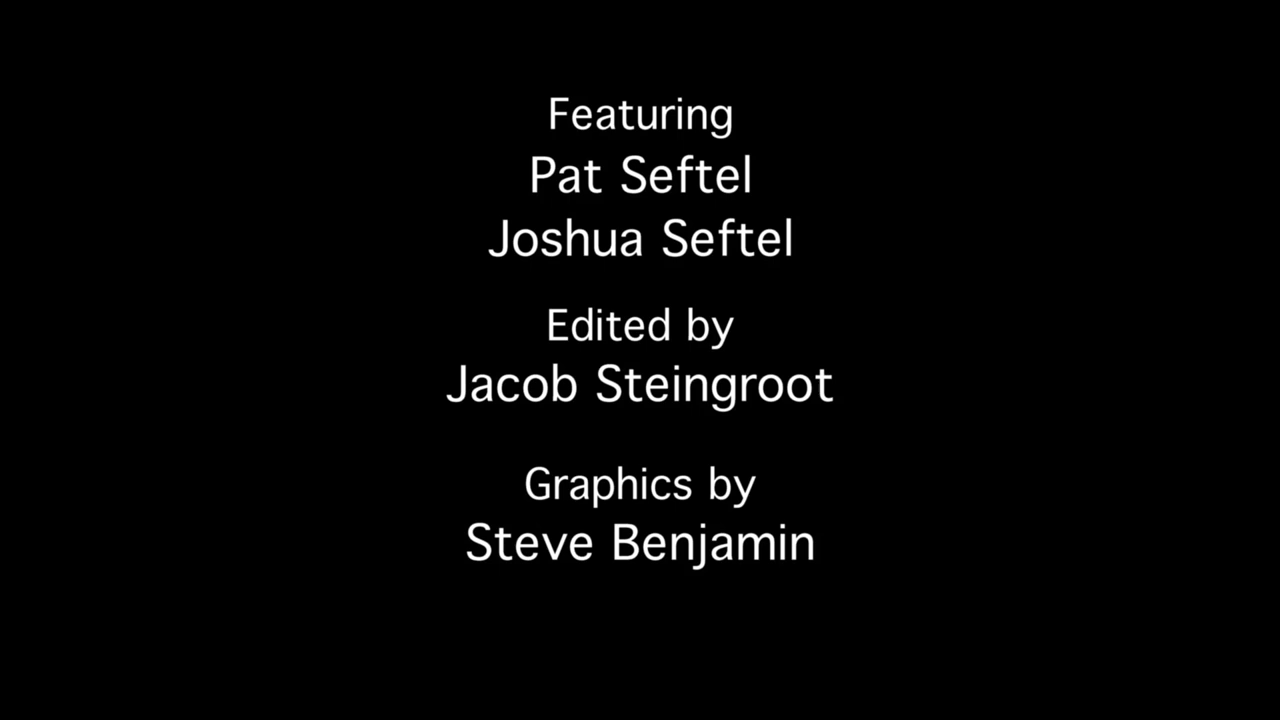 Featuring
Pat Seftel
Joshua Seftel
Edited by
Jacob Steingroot
Graphics by
Steve Benjamin